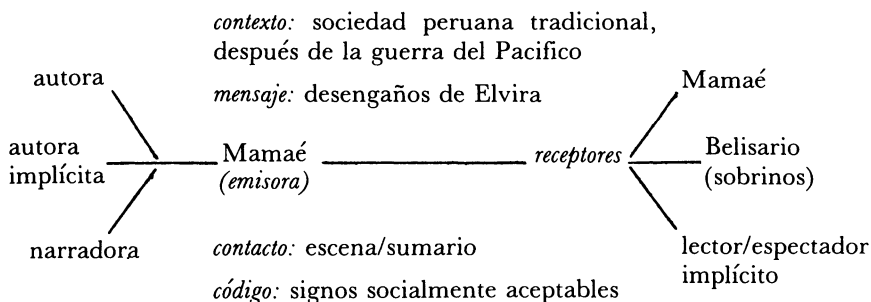 contexto: sociedad peruana tradicional,
después de la guerra del Pacifico
mensaje: desengaños de Elvira
autora
autora
implícita
narradora
Mamaé
(emisora)
receptores
Mamaé
Belisario
(sobrinos)
lector/espectador
implícito
contacto: escena/sumario
código: signos socialmente aceptables